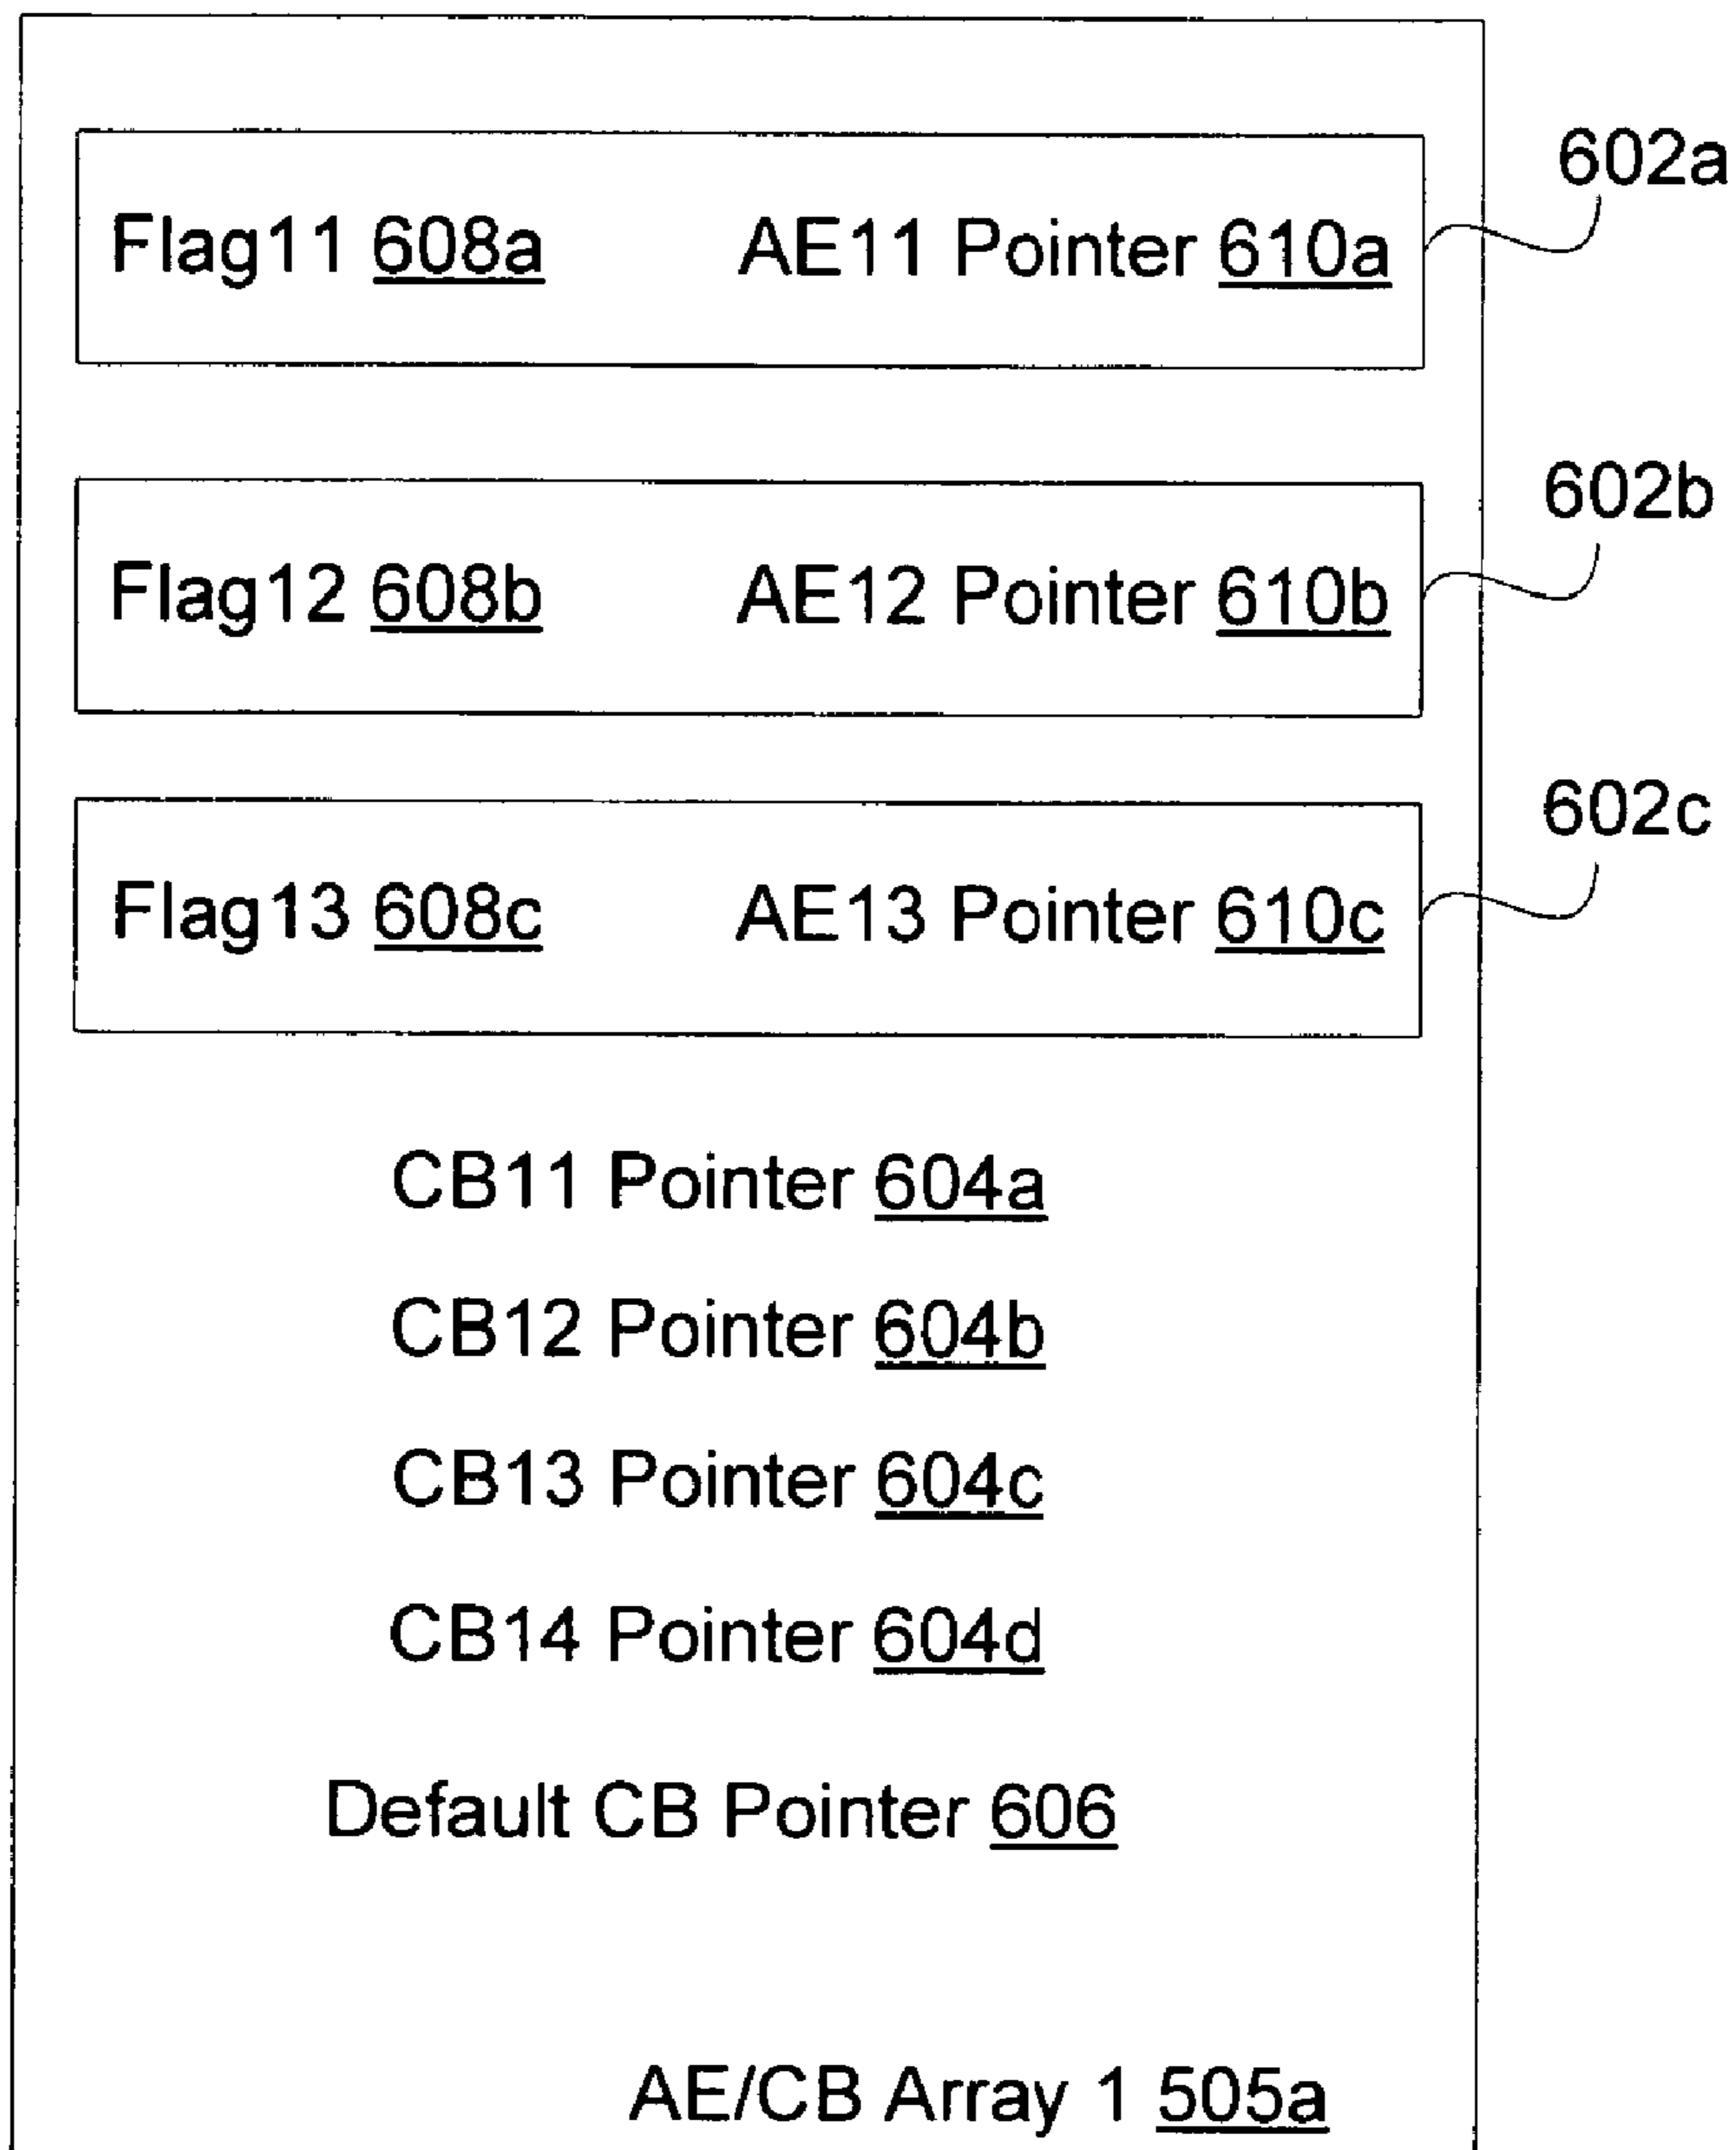 602a
Flag11 608a AE11 Pointer 610a
602b
Flag12 608b AE12 Pointer 610b
602c
Flag13 608c AE13 Pointer 610c
CB11 Pointer 604a
CB12 Pointer 604b
CB13 Pointer 604c
CB14 Pointer 604d
Default CB Pointer 606
AE/CB Array 1 505a